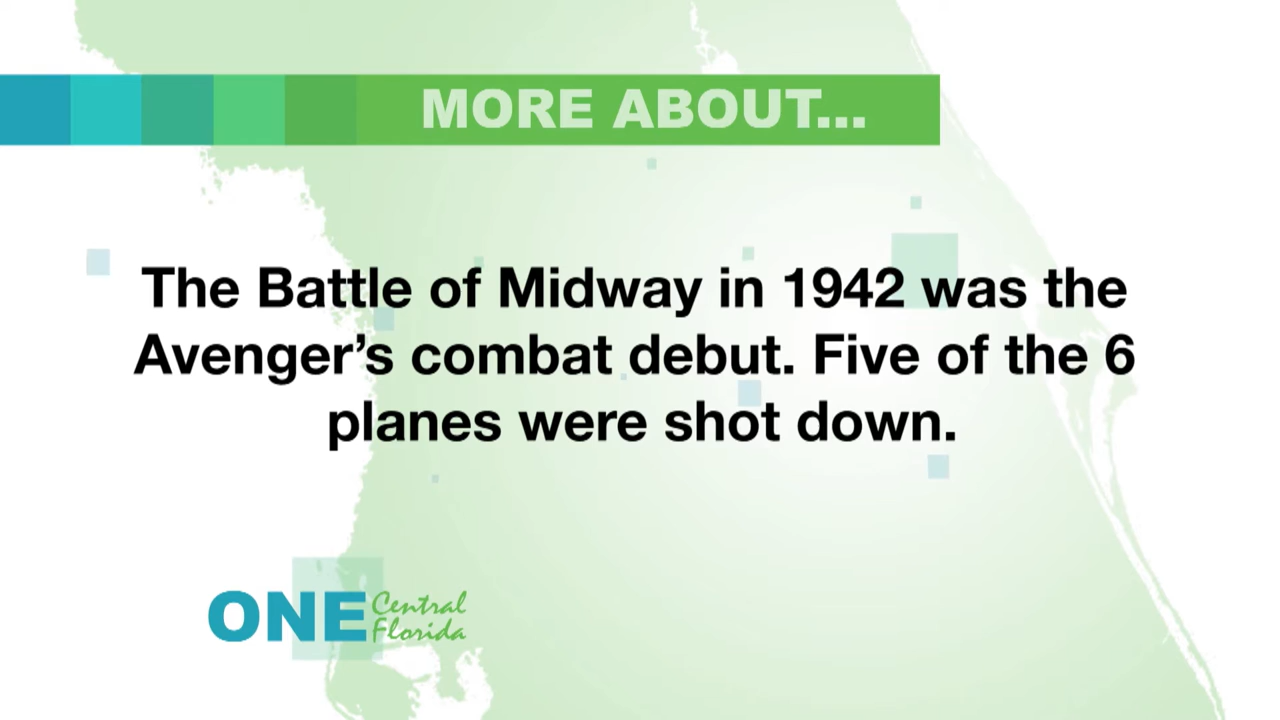 MORE ABOUT...
The Battle of Midway in 1942 was the
Avenger’s combat debut. Five of the 6
planes were shot down.
ONE Central
Florida